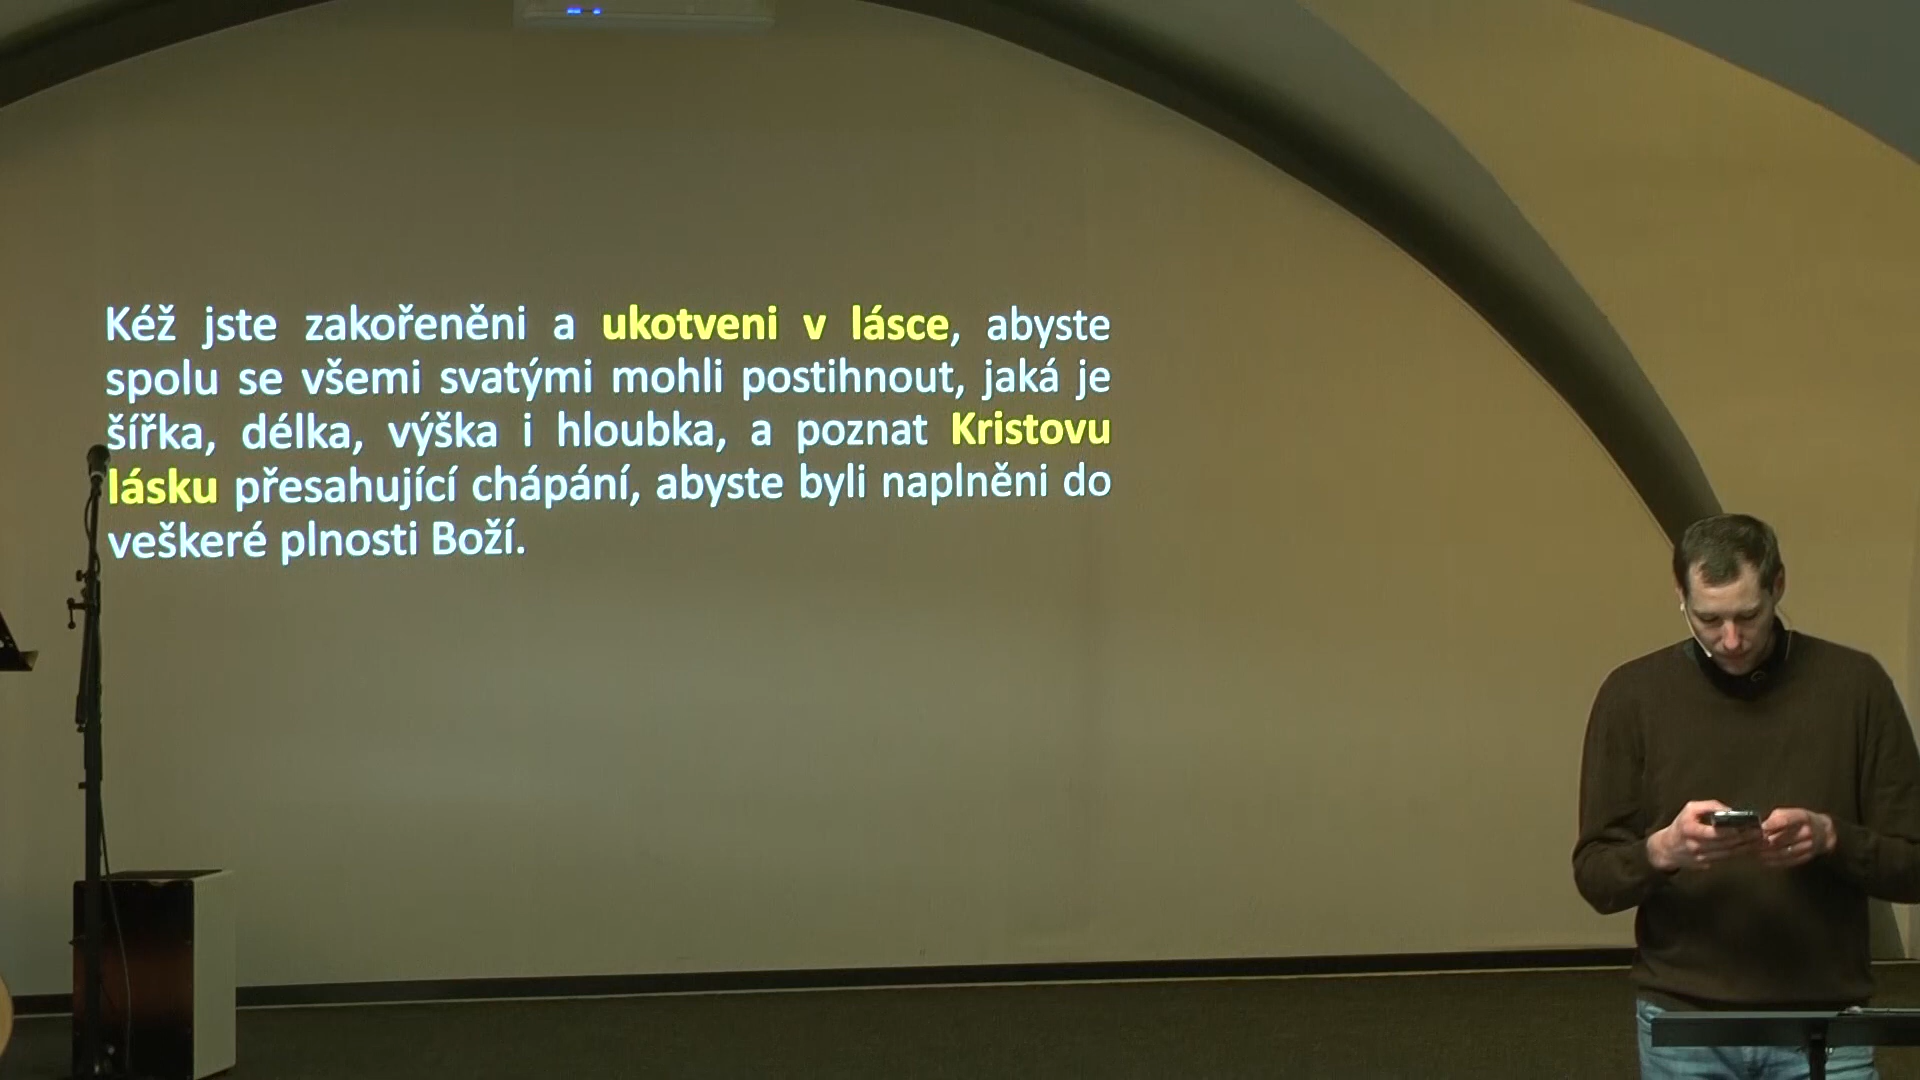 Kéž jste zakořeněni a ukotveni v lásce, abyste
spolu se všemi svatými mohli postihnout, jaká je
šířka, délka, výška i hloubka, a poznat Kristovu
lásku přesahující chápání, abyste byli naplněni do
veškeré plnosti Boží.